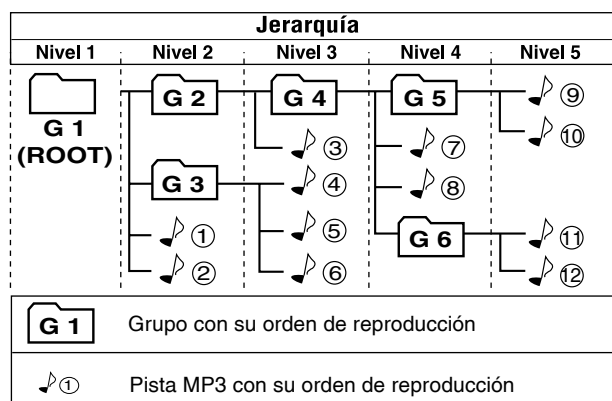 Jerarquía
Nivel 1 Nivel 2 Nivel 3 Nivel 4 Nivel 5
G 1
(ROOT)
G 2 G 4 G 5 ⑨
⑩
③ ⑦
G 3 ④ ⑧
① ⑤ G 6 ⑪
② ⑥ ⑫
G 1 Grupo con su orden de reproducción
① Pista MP3 con su orden de reproducción